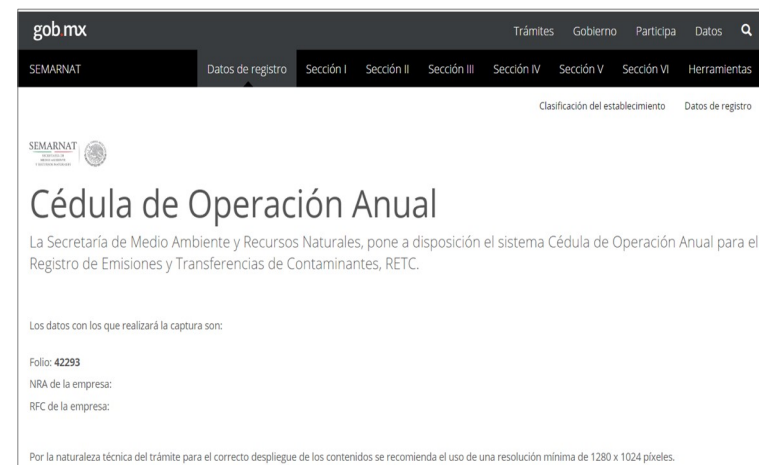 gob.mx
Trámites Gobierno Participa Datos
SEMARNAT Datos de registro Sección I Sección II Sección III Sección IV Sección V Sección VI Herramientas
Clasificación del establecimiento Datos de registro
SEMARNAT
Cédula de Operación Anual
La Secretaría de Medio Ambiente y Recursos Naturales, pone a disposición el sistema Cédula de Operación Anual para el
Registro de Emisiones y Transferencias de Contaminantes, RETC.
Los datos con los que realizará la captura son:
Folio: 42293
NRA de la empresa:
RFC de la empresa:
Por la naturaleza técnica del trámite para el correcto despliegue de los contenidos se recomienda el uso de una resolución mínima de 1280 x 1024 píxeles.